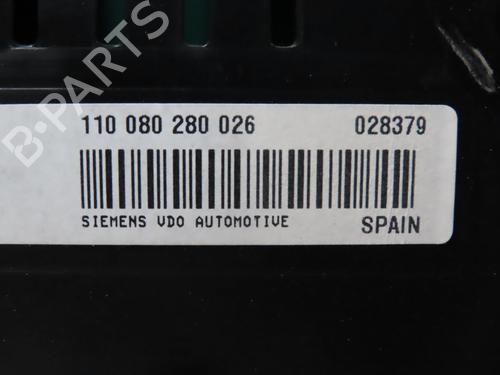 110 080 280 026 028379
SIEMENS VDO AUTOMOTIVE SPAIN
B-PARTS